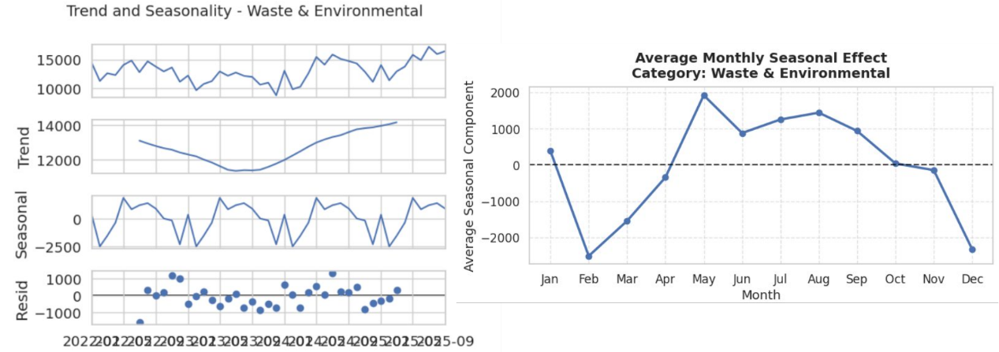 Trend and Seasonality - Waste & Environmental
15000
10000
14000
Trend
12000
Seasonal
0
−2500
1000
Resid
0
−1000
Average Monthly Seasonal Effect
Category: Waste & Environmental
Average Seasonal Component
2000
1000
0
−1000
−2000
Jan Feb Mar Apr May Jun Jul Aug Sep Oct Nov Dec
Month